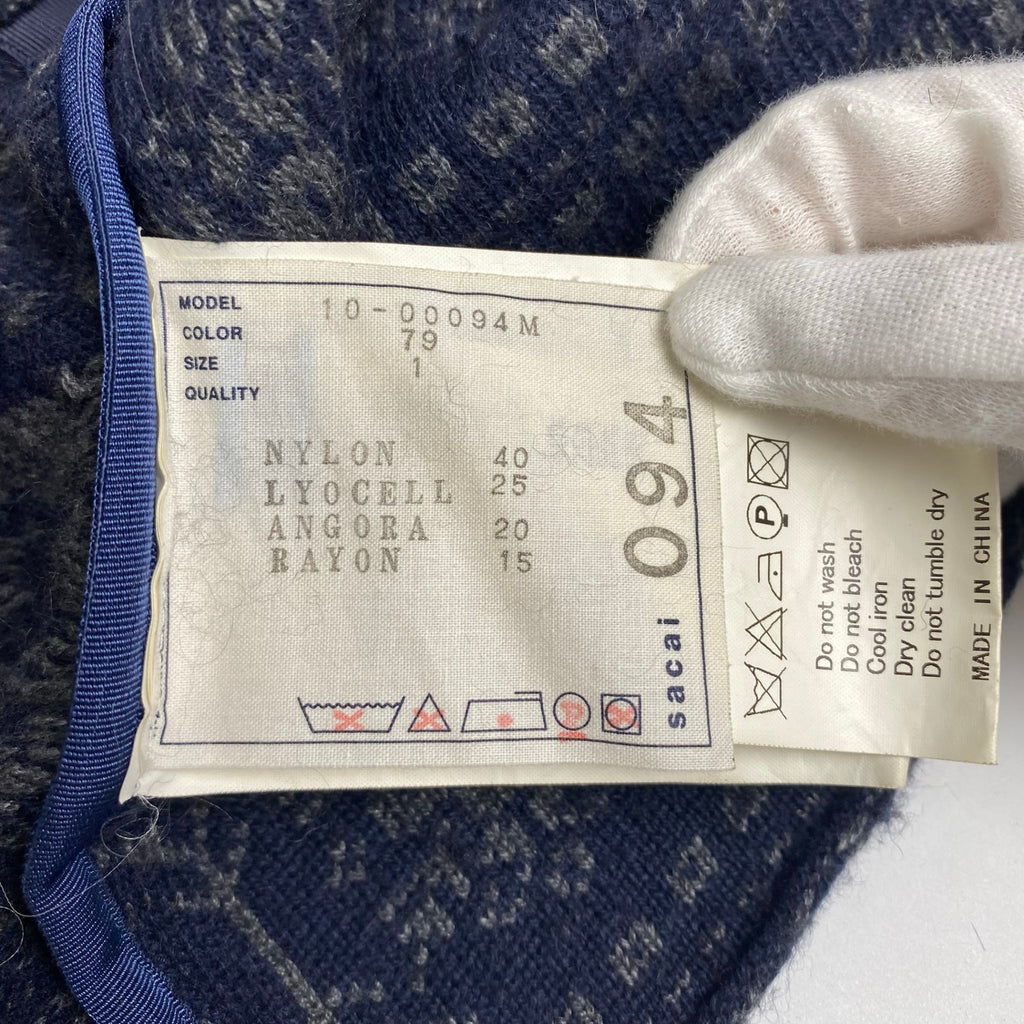 MODEL 10-00094M
COLOR 79
SIZE 1
QUALITY
NYLON 40
LYOCELL 25
ANGORA 20
RAYON 15
094
sacai
P
P
Do not wash
Do not bleach
Cool iron
Dry clean
Do not tumble dry
MADE IN CHINA